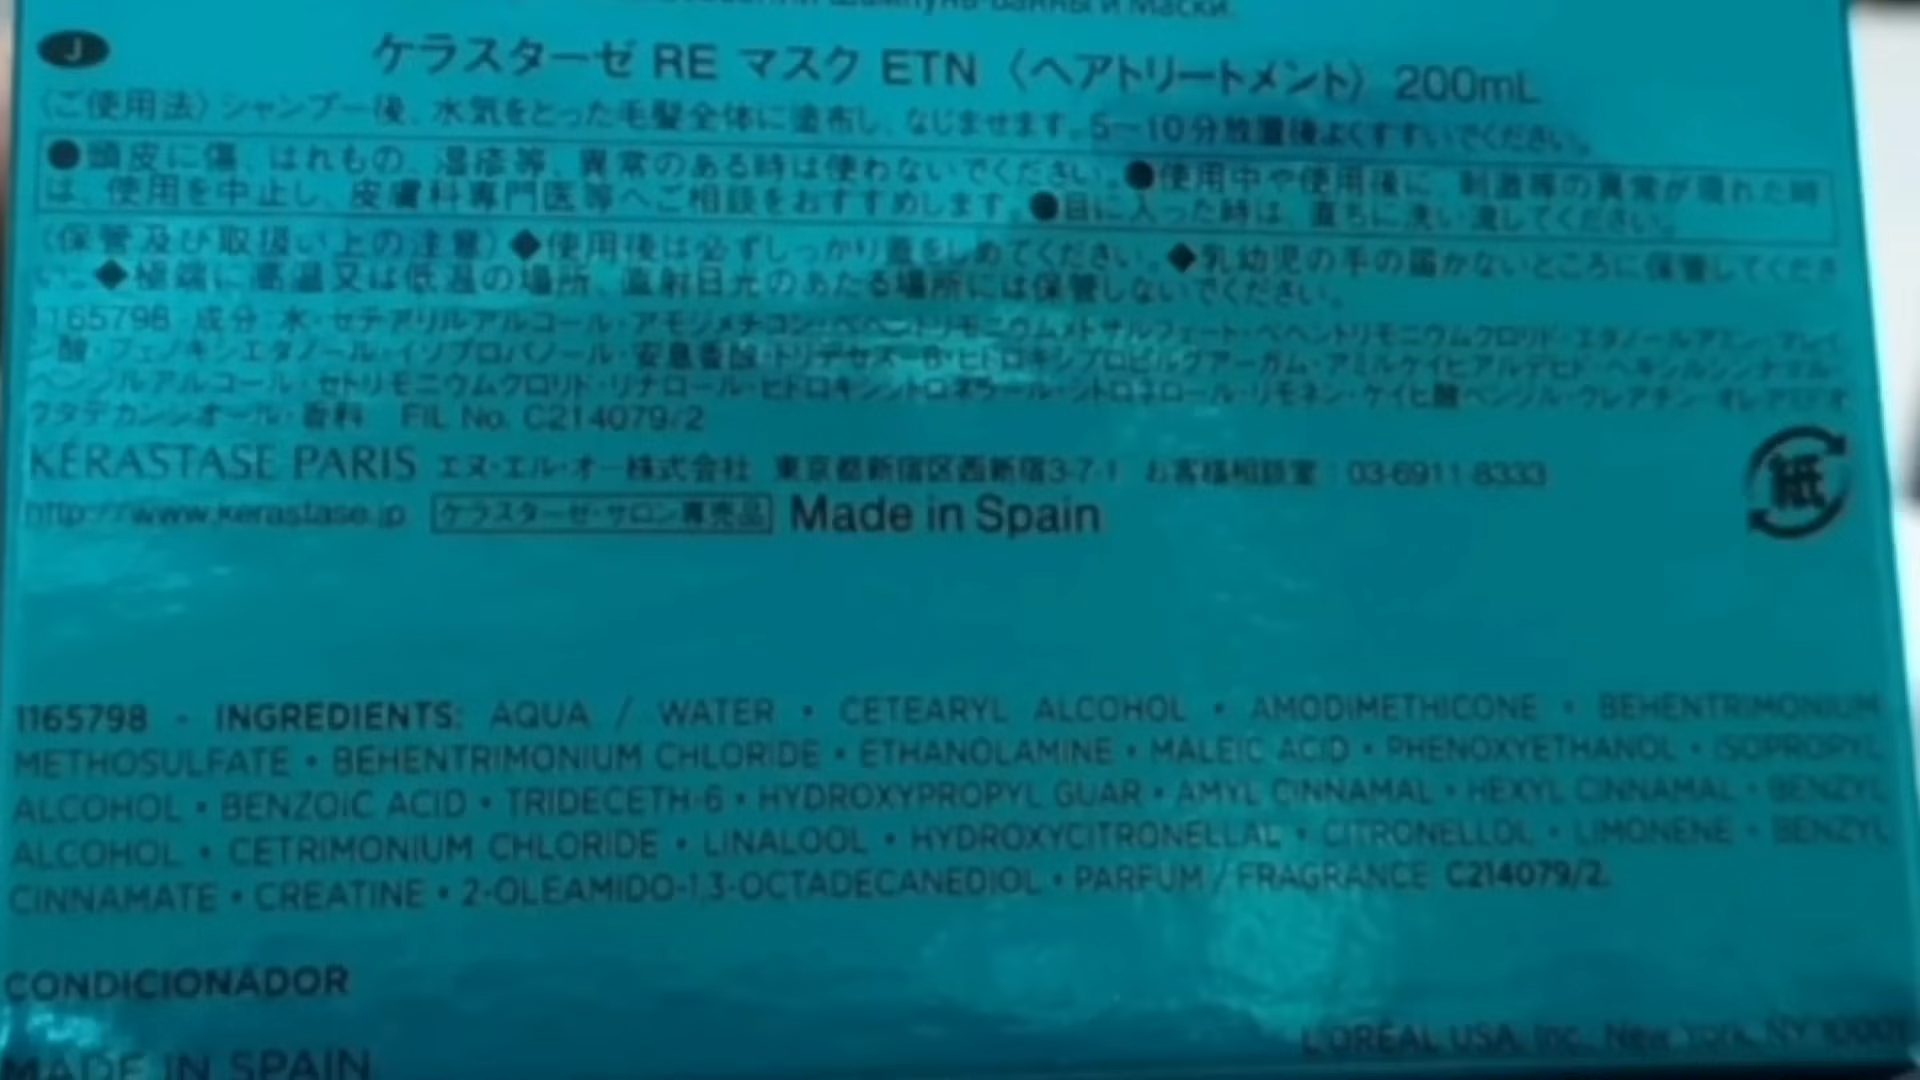 шампунь-ванны и Маски.
J
ケラスターゼ RE マスク ETN 〈ヘアトリートメント〉 200mL
〈ご使用法〉シャンプー後、水気をとった毛髪全体に塗布し、なじませます。5〜10分放置後よくすすいでください。
●頭皮に傷、はれもの、湿疹等、異常のある時は使わないでください。●使用中や使用後に、刺激等の異常が現れた時
は、使用を中止し、皮膚科専門医等へご相談をおすすめします。●目に入った時は、直ちに洗い流してください。
〈保管及び取扱い上の注意〉◆使用後は必ずしっかり蓋をしめてください。◆乳幼児の手の届かないところに保管してくださ
い。◆極端に高温又は低温の場所、直射日光のあたる場所には保管しないでください。
1165798 成分 水・セテアリルアルコール・アモジメチコン・ベヘントリモニウムメトサルフェート・ベヘントリモニウムクロリド・エタノールアミン・マレイ
ン酸・フェノキシエタノール・イソプロパノール・安息香酸・トリデセス-6・ヒドロキシプロピルグアーガム・アミルケイヒアルデヒド・ヘキシルシンナマル・
ベンジルアルコール・セトリモニウムクロリド・リナロール・ヒドロキシシトロネラール・シトロネロール・リモネン・ケイヒ酸ベンジル・クレアチン・オレアミドオ
クタデカンジオール・香料 FIL No. C214079/2
KÉRASTASE PARIS エヌ・エル・オー株式会社 東京都新宿区西新宿3-7-1 お客様相談室 03-6911-8333
http://www.kerastase.jp ケラスターゼ・サロン専売品 Made in Spain
紙
1165798 - INGREDIENTS: AQUA / WATER • CETEARYL ALCOHOL • AMODIMETHICONE • BEHENTRIMONIUM
METHOSULFATE • BEHENTRIMONIUM CHLORIDE • ETHANOLAMINE • MALEIC ACID • PHENOXYETHANOL • ISOPROPYL
ALCOHOL • BENZOIC ACID • TRIDECETH-6 • HYDROXYPROPYL GUAR • AMYL CINNAMAL • HEXYL CINNAMAL • BENZYL
ALCOHOL • CETRIMONIUM CHLORIDE • LINALOOL • HYDROXYCITRONELLAL • CITRONELLOL • LIMONENE • BENZYL
CINNAMATE • CREATINE • 2-OLEAMIDO-1,3-OCTADECANEDIOL • PARFUM / FRAGRANCE C214079/2.
CONDICIONADOR
L'ORÉAL USA, Inc. New York, NY 10001
MADE IN SPAIN